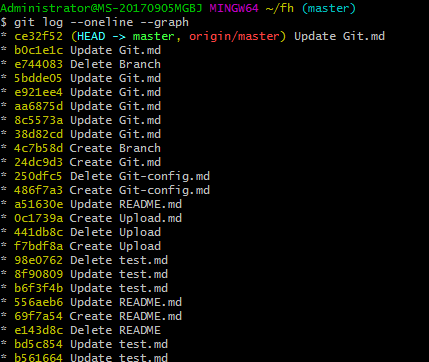 Administrator@MS-20170905MGBJ MINGW64 ~/fh (master)
$ git log --oneline --graph
* ce32f52 (HEAD -> master, origin/master) Update Git.md
* b0c1e1c Update Git.md
* e744083 Delete Branch
* 5bdde05 Update Git.md
* e921ee4 Update Git.md
* aa6875d Update Git.md
* 8c5573a Update Git.md
* 38d82cd Update Git.md
* 4c7b58d Create Branch
* 24dc9d3 Create Git.md
* 250dfc5 Delete Git-config.md
* 486f7a3 Create Git-config.md
* a51630e Update README.md
* 0c1739a Create Upload.md
* 441db8c Delete Upload
* f7bdf8a Create Upload
* 98e0762 Delete test.md
* 8f90809 Update test.md
* b6f3f4b Update test.md
* 556aeb6 Update README.md
* 69f7a54 Create README.md
* e143d8c Delete README
* bd5c854 Update test.md
* b561664 Update test.md